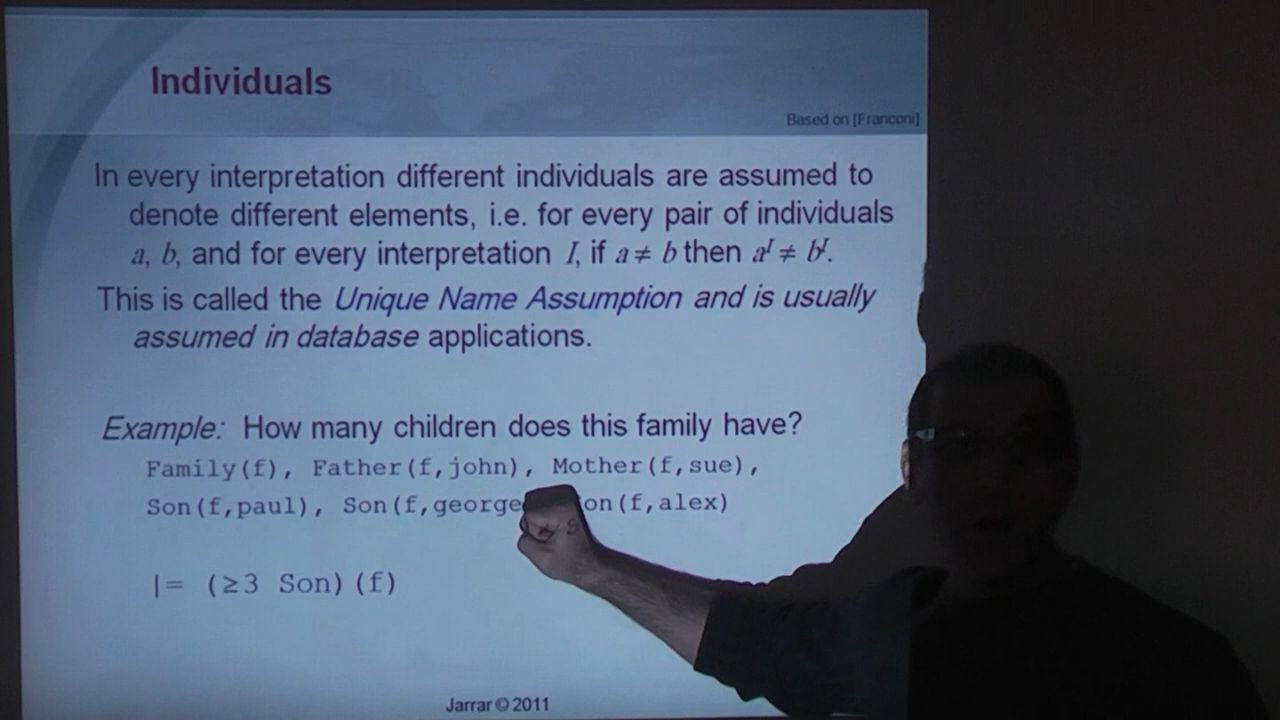 Individuals
Based on [Franconi]
In every interpretation different individuals are assumed to
denote different elements, i.e. for every pair of individuals
a, b, and for every interpretation I, if a ≠ b then aᴵ ≠ bᴵ.
This is called the Unique Name Assumption and is usually
assumed in database applications.
Example: How many children does this family have?
Family(f), Father(f,john), Mother(f,sue),
Son(f,paul), Son(f,george on(f,alex)
|= (≥3 Son)(f)
Jarrar © 2011